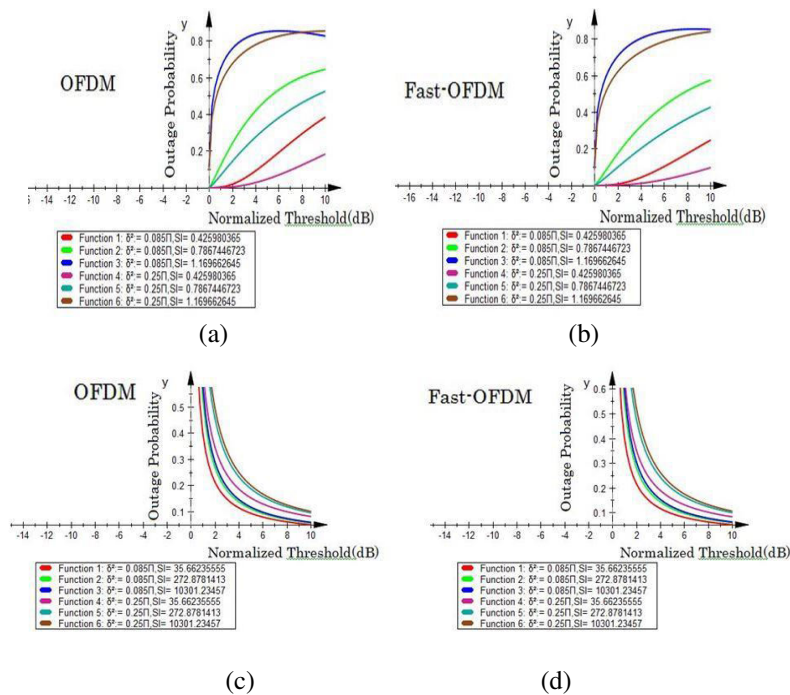 y
OFDM
Outage Probability
0.8
0.6
0.4
0.2
-14 -12 -10 -8 -6 -4 -2 0 2 4 6 8 10
Normalized Threshold(dB)
Function 1: δ²:= 0.085Π,SI= 0.425980365
Function 2: δ²:= 0.085Π,SI= 0.7867446723
Function 3: δ²:= 0.085Π,SI= 1.169662645
Function 4: δ²:= 0.25Π,SI= 0.425980365
Function 5: δ²:= 0.25Π,SI= 0.7867446723
Function 6: δ²:= 0.25Π,SI= 1.169662645
(a)
y
Fast-OFDM
Outage Probability
0.8
0.6
0.4
0.2
-16 -14 -12 -10 -8 -6 -4 -2 0 2 4 6 8 10
Normalized Threshold(dB)
Function 1: δ²:= 0.085Π,SI= 0.425980365
Function 2: δ²:= 0.085Π,SI= 0.7867446723
Function 3: δ²:= 0.085Π,SI= 1.169662645
Function 4: δ²:= 0.25Π,SI= 0.425980365
Function 5: δ²:= 0.25Π,SI= 0.7867446723
Function 6: δ²:= 0.25Π,SI= 1.169662645
(b)
y
OFDM
Outage Probability
0.5
0.4
0.3
0.2
0.1
-14 -12 -10 -8 -6 -4 -2 0 2 4 6 8 10
Normalized Threshold(dB)
Function 1: δ²:= 0.085Π,SI= 35.66235555
Function 2: δ²:= 0.085Π,SI= 272.8781413
Function 3: δ²:= 0.085Π,SI= 10301.23457
Function 4: δ²:= 0.25Π,SI= 35.66235555
Function 5: δ²:= 0.25Π,SI= 272.8781413
Function 6: δ²:= 0.25Π,SI= 10301.23457
(c)
y
Fast-OFDM
Outage Probability
0.6
0.5
0.4
0.3
0.2
0.1
-14 -12 -10 -8 -6 -4 -2 0 2 4 6 8 10
Normalized Threshold(dB)
Function 1: δ²:= 0.085Π,SI= 35.66235555
Function 2: δ²:= 0.085Π,SI= 272.8781413
Function 3: δ²:= 0.085Π,SI= 10301.23457
Function 4: δ²:= 0.25Π,SI= 35.66235555
Function 5: δ²:= 0.25Π,SI= 272.8781413
Function 6: δ²:= 0.25Π,SI= 10301.23457
(d)